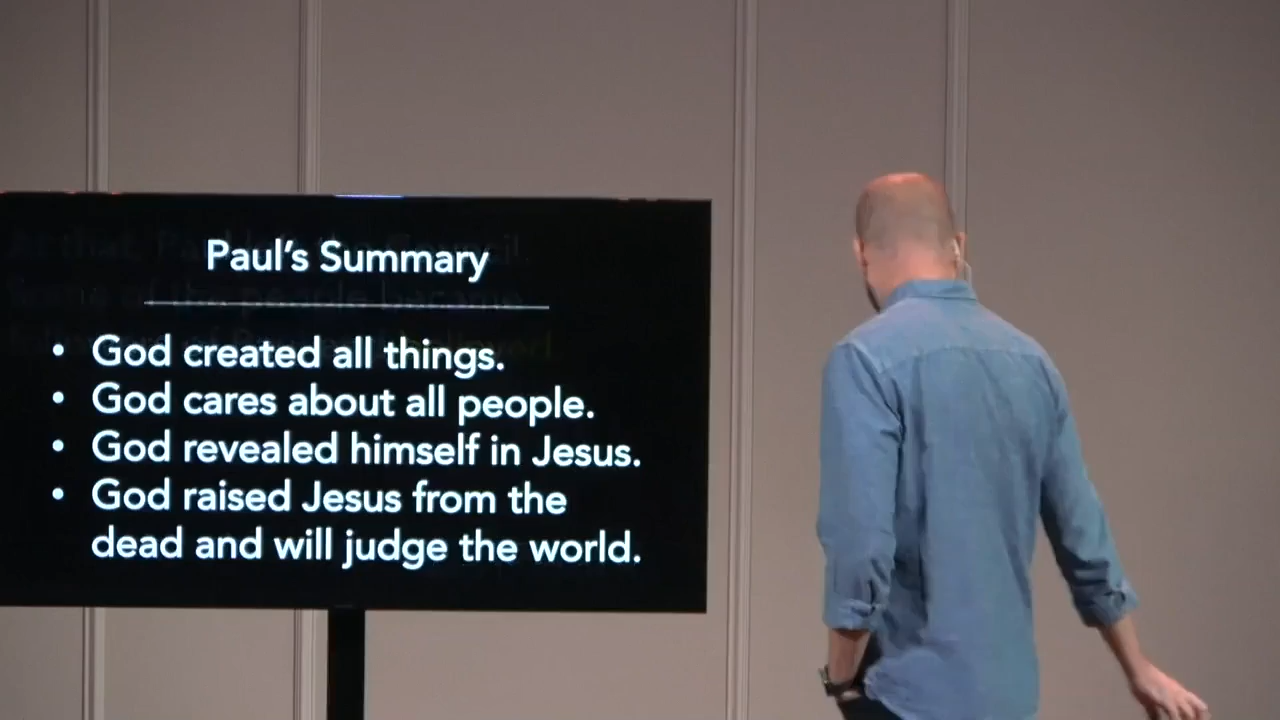 Paul's Summary
• God created all things.
• God cares about all people.
• God revealed himself in Jesus.
• God raised Jesus from the
dead and will judge the world.